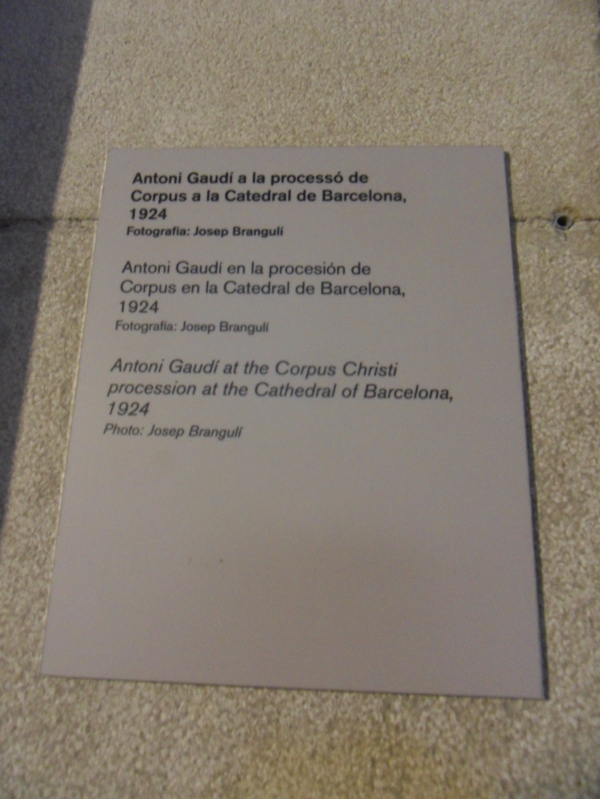 Antoni Gaudí a la processó de
Corpus a la Catedral de Barcelona,
1924
Fotografia: Josep Brangulí
Antoni Gaudí en la procesión de
Corpus en la Catedral de Barcelona,
1924
Fotografía: Josep Brangulí
Antoni Gaudí at the Corpus Christi
procession at the Cathedral of Barcelona,
1924
Photo: Josep Brangulí